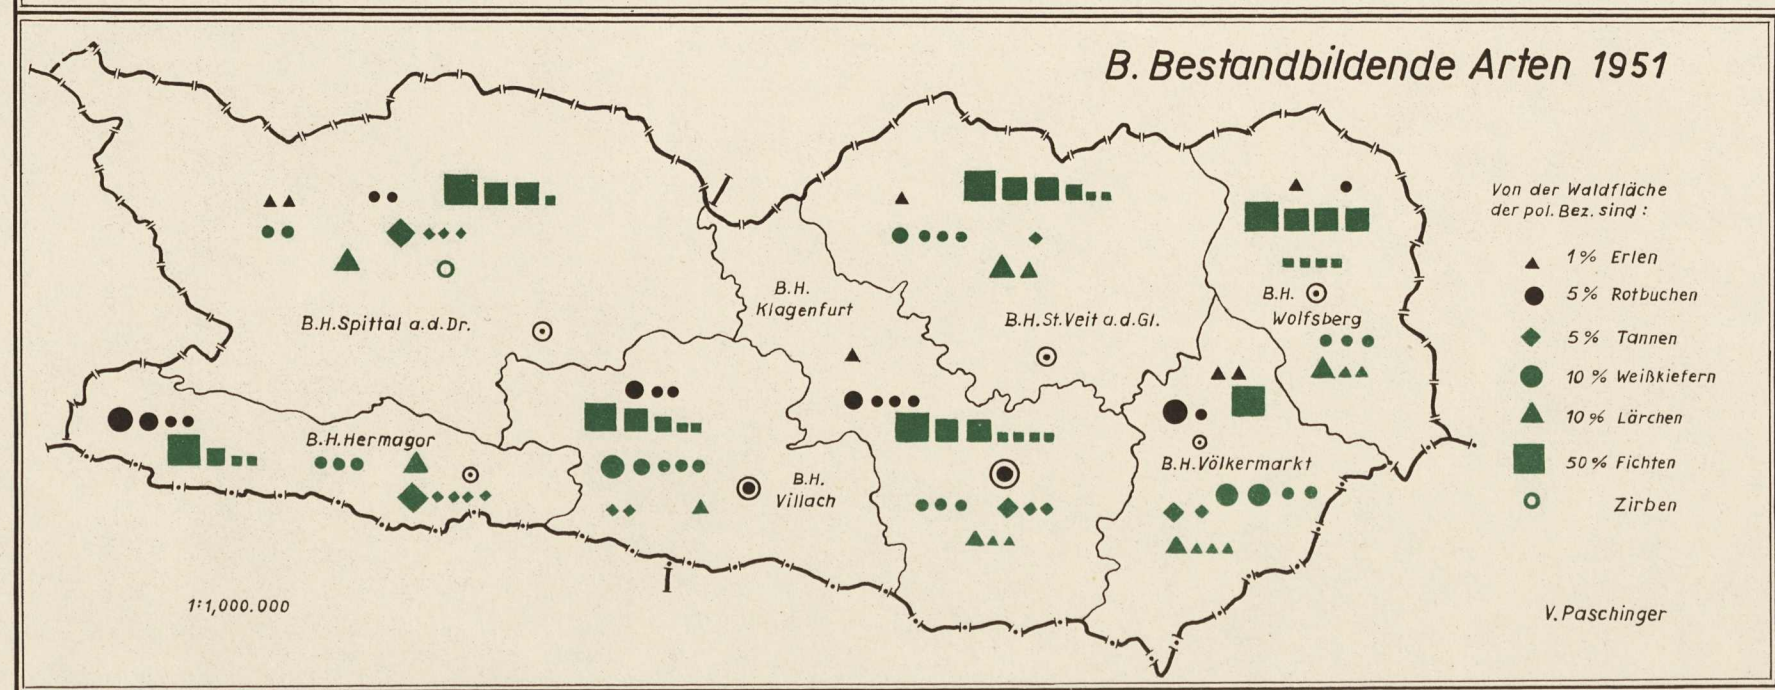 B. Bestandbildende Arten 1951
Von der Waldfläche
der pol. Bez. sind:
1% Erlen
5% Rotbuchen
5% Tannen
10% Weißkiefern
10% Lärchen
50% Fichten
Zirben
B.H. Spittal a.d. Dr.
B.H.
Klagenfurt
B.H. St. Veit a.d. Gl.
B.H.
Wolfsberg
B.H. Hermagor
B.H.
Villach
B.H. Völkermarkt
I
I
1:1,000.000
V. Paschinger